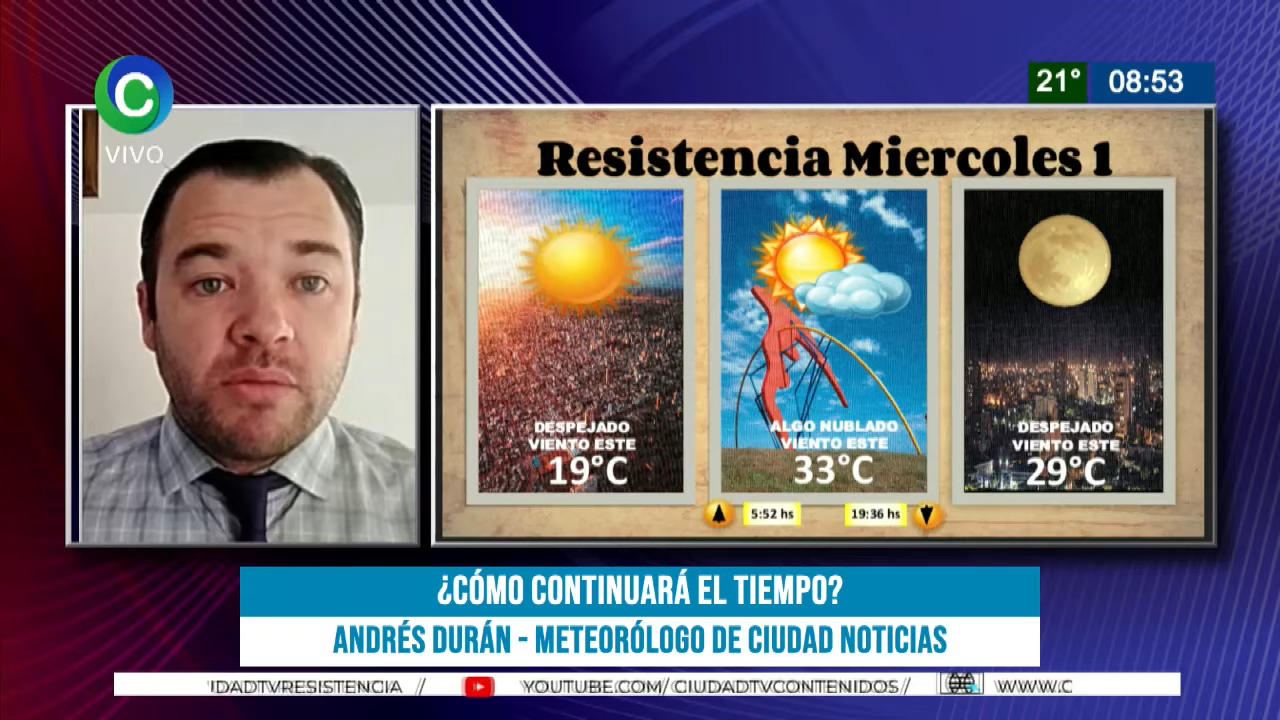 C
VIVO
21° 08:53
Resistencia Miercoles 1
DESPEJADO
VIENTO ESTE
19°C
ALGO NUBLADO
VIENTO ESTE
33°C
DESPEJADO
VIENTO ESTE
29°C
5:52 hs
19:36 hs
¿CÓMO CONTINUARÁ EL TIEMPO?
ANDRÉS DURÁN - METEORÓLOGO DE CIUDAD NOTICIAS
IDADTVRESISTENCIA // YOUTUBE.COM/CIUDADTVCONTENIDOS/ WWW.C